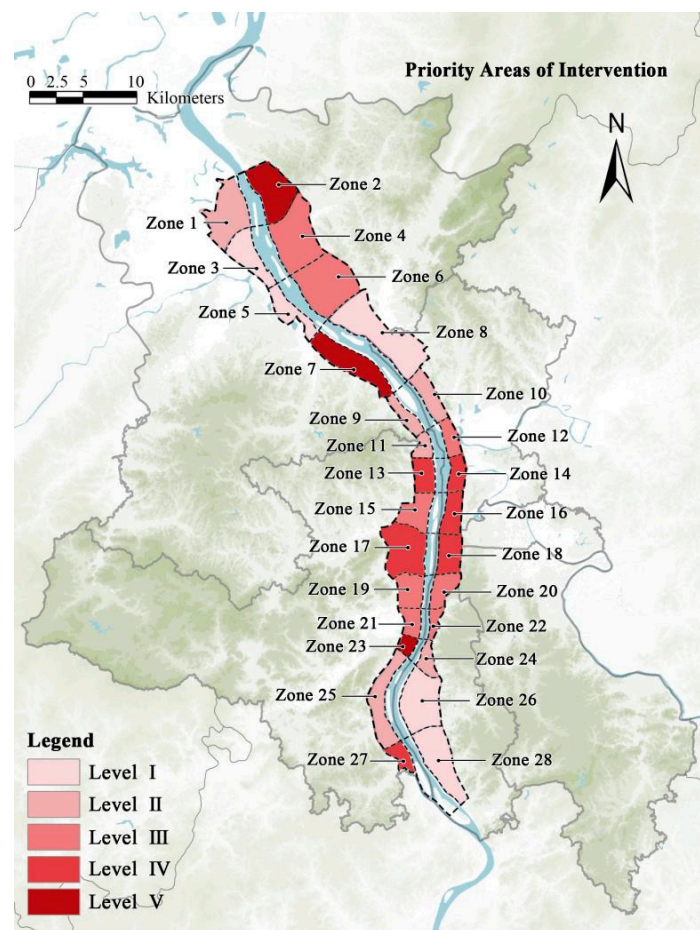 Priority Areas of Intervention
0 2.5 5 10
Kilometers
N
Zone 2
Zone 1
Zone 4
Zone 3
Zone 6
Zone 5
Zone 8
Zone 7
Zone 10
Zone 9
Zone 12
Zone 11
Zone 13
Zone 14
Zone 15
Zone 16
Zone 17
Zone 18
Zone 19
Zone 20
Zone 21
Zone 22
Zone 23
Zone 24
Zone 25
Zone 26
Zone 27
Zone 28
Legend
Level I
Level II
Level III
Level IV
Level V